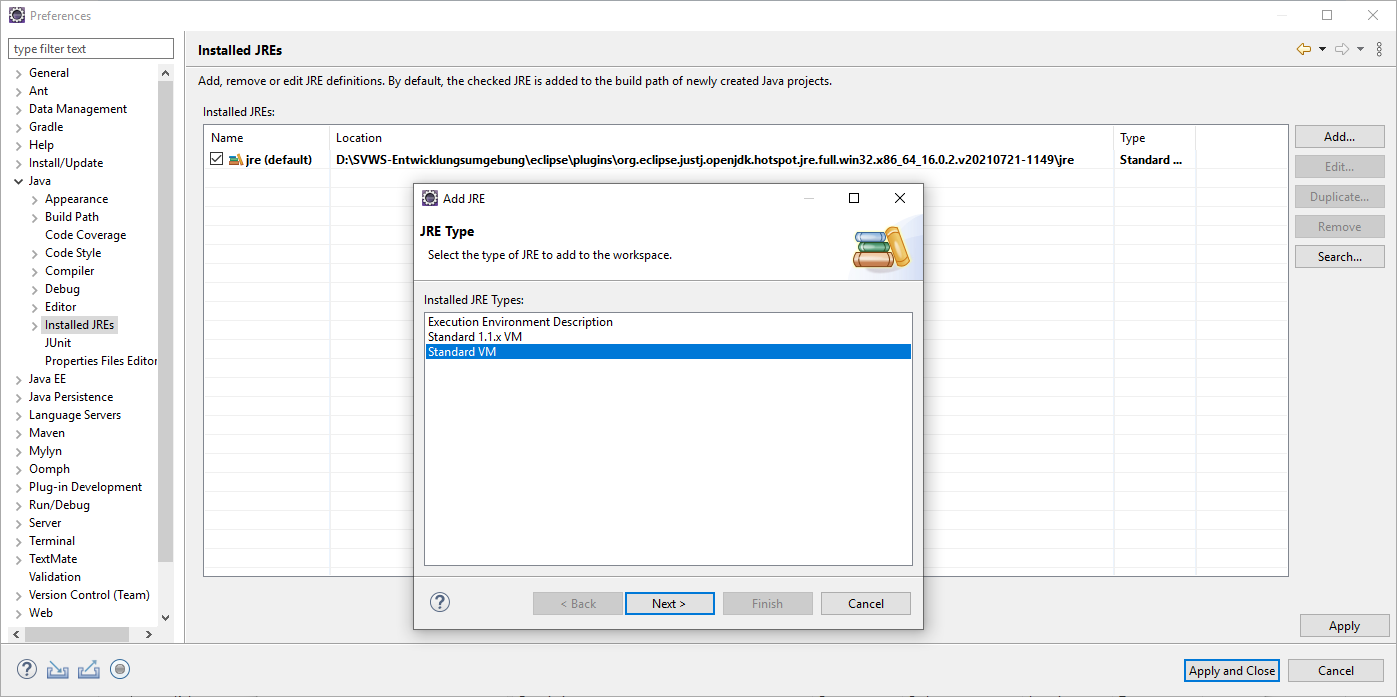 Preferences
type filter text
General
Ant
Data Management
Gradle
Help
Install/Update
Java
Appearance
Build Path
Code Coverage
Code Style
Compiler
Debug
Editor
Installed JREs
JUnit
Properties Files Editor
Java EE
Java Persistence
Language Servers
Maven
Mylyn
Oomph
Plug-in Development
Run/Debug
Server
Terminal
TextMate
Validation
Version Control (Team)
Web
Installed JREs
Add, remove or edit JRE definitions. By default, the checked JRE is added to the build path of newly created Java projects.
Installed JREs:
Name Location Type
jre (default) D:\SVWS-Entwicklungsumgebung\eclipse\plugins\org.eclipse.justj.openjdk.hotspot.jre.full.win32.x86_64_16.0.2.v20210721-1149\jre Standard ...
Add...
Edit...
Duplicate...
Remove
Search...
Add JRE
JRE Type
Select the type of JRE to add to the workspace.
Installed JRE Types:
Execution Environment Description
Standard 1.1.x VM
Standard VM
? < Back Next > Finish Cancel
Apply
? Apply and Close Cancel